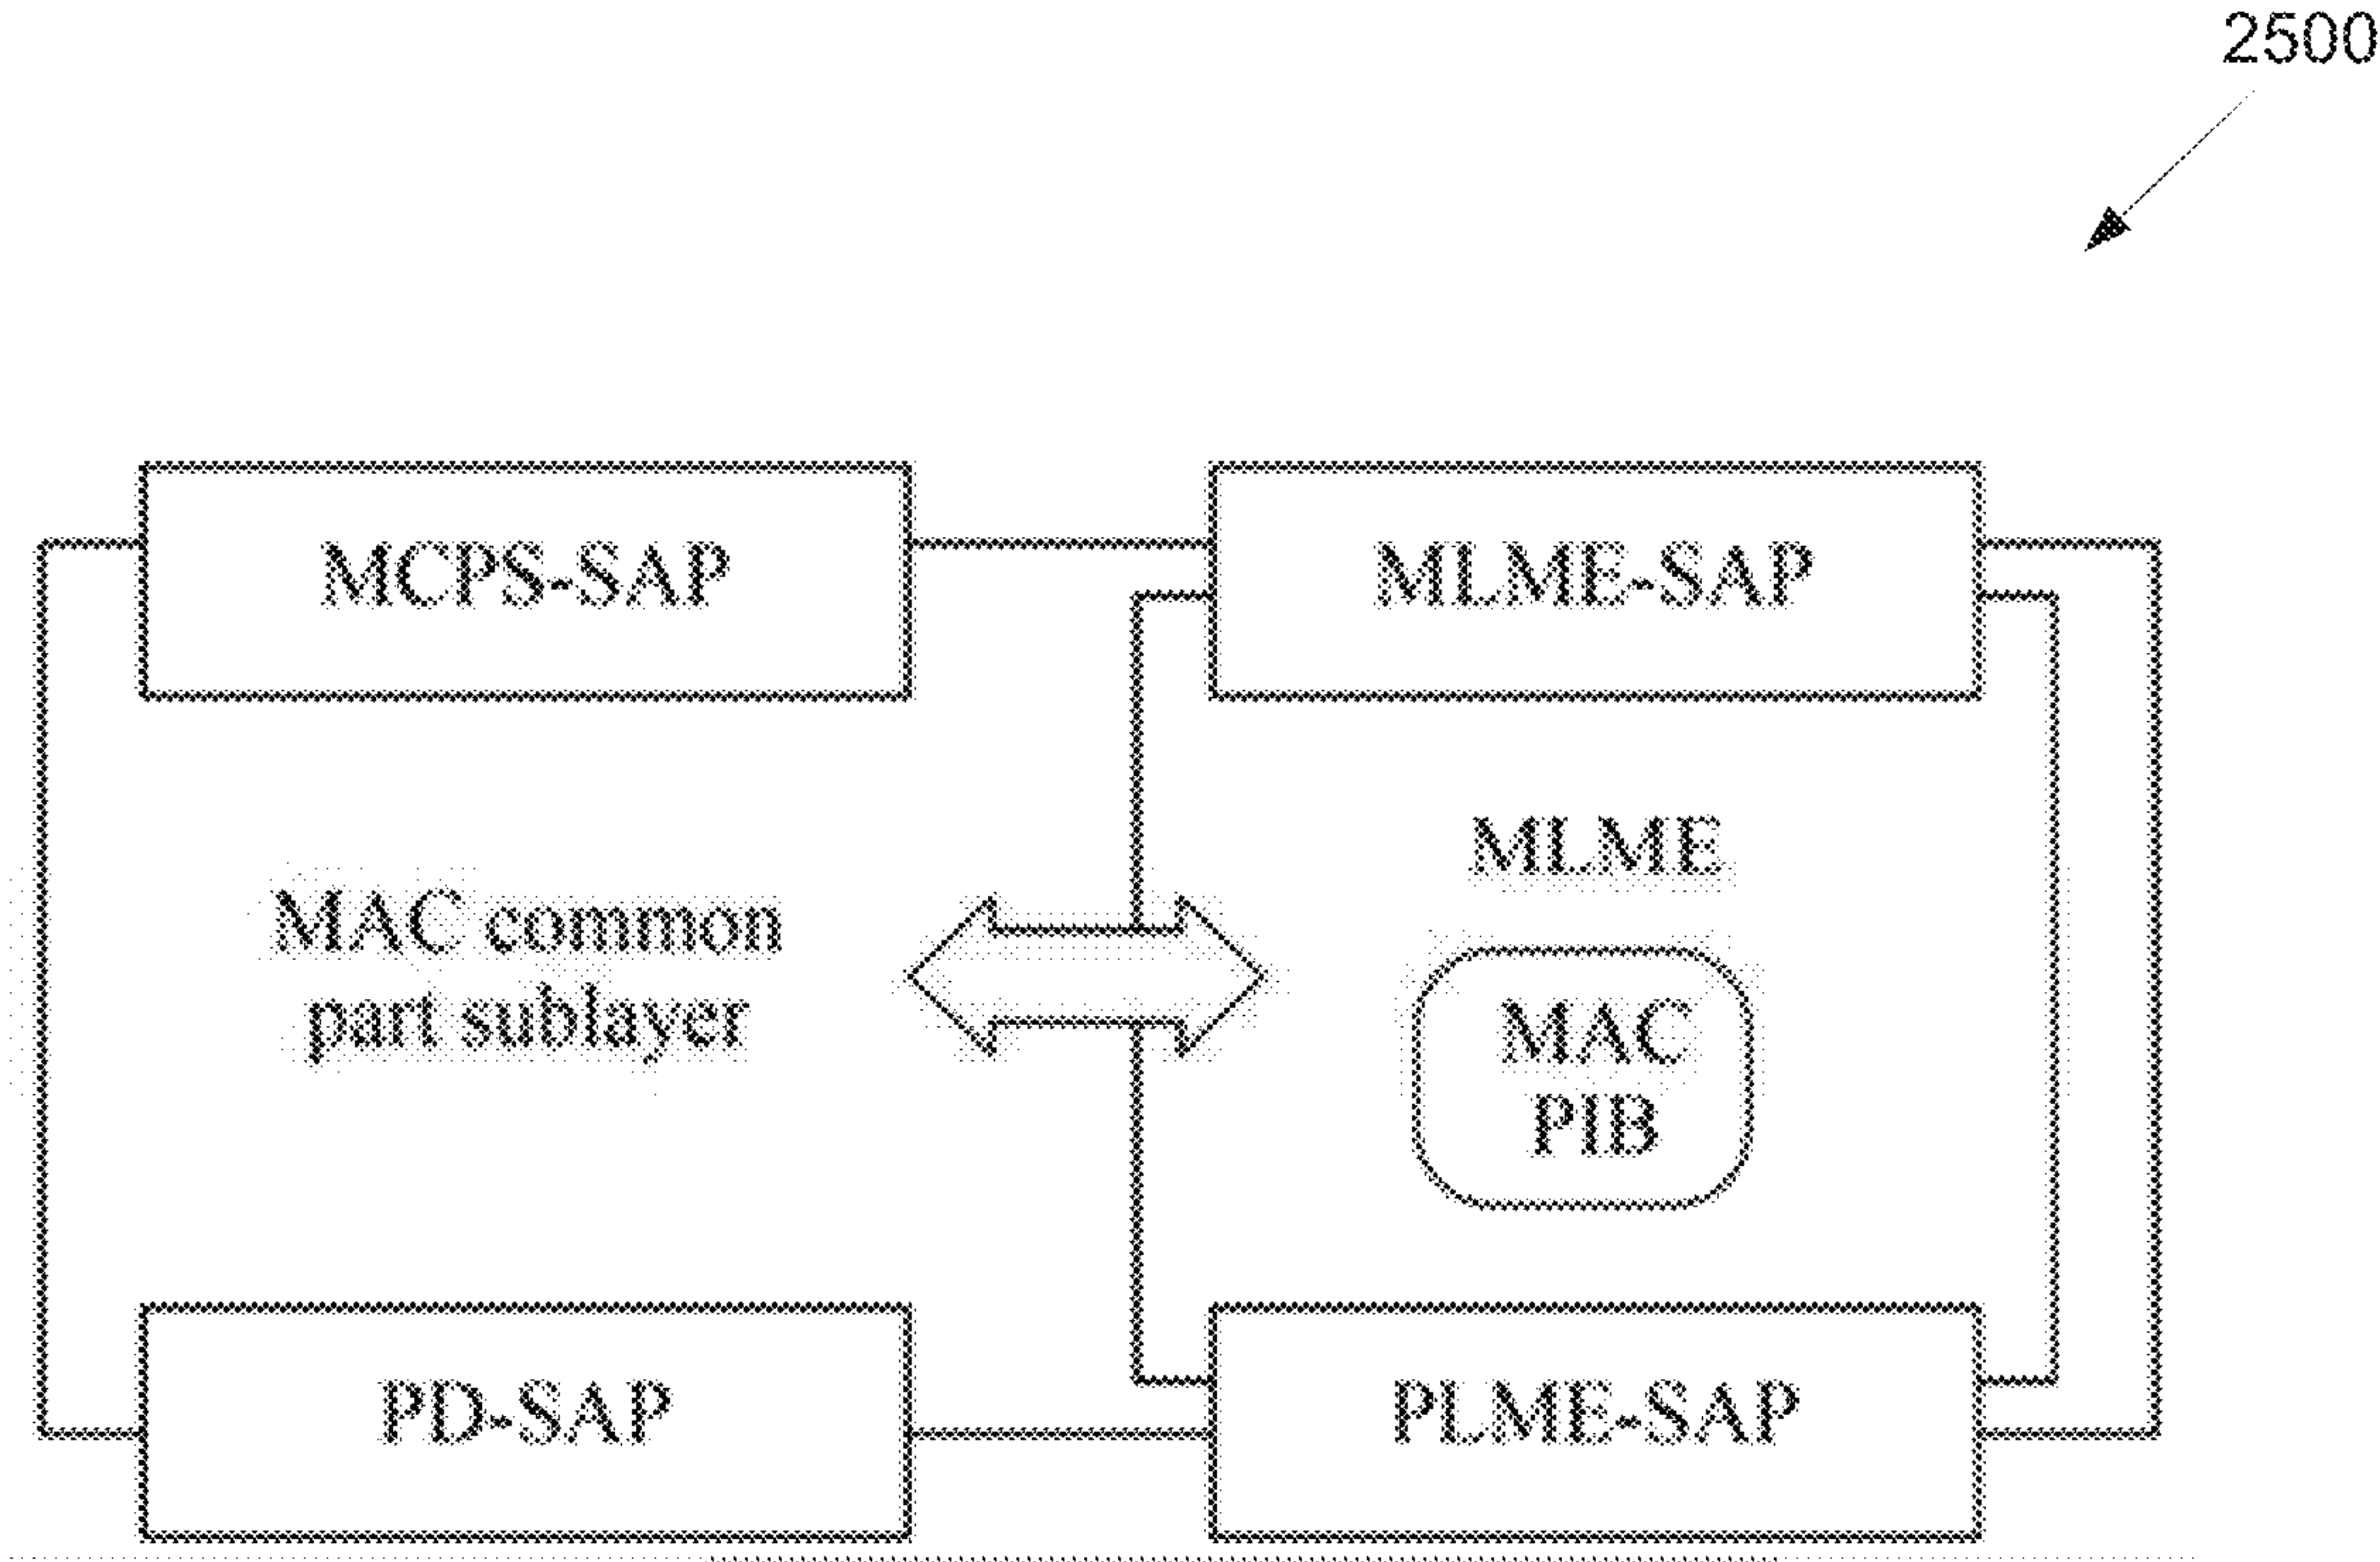 2500
MCPS-SAP
MLME-SAP
MLME
MAC common
part sublayer
MAC
PIB
PD-SAP
PLME-SAP